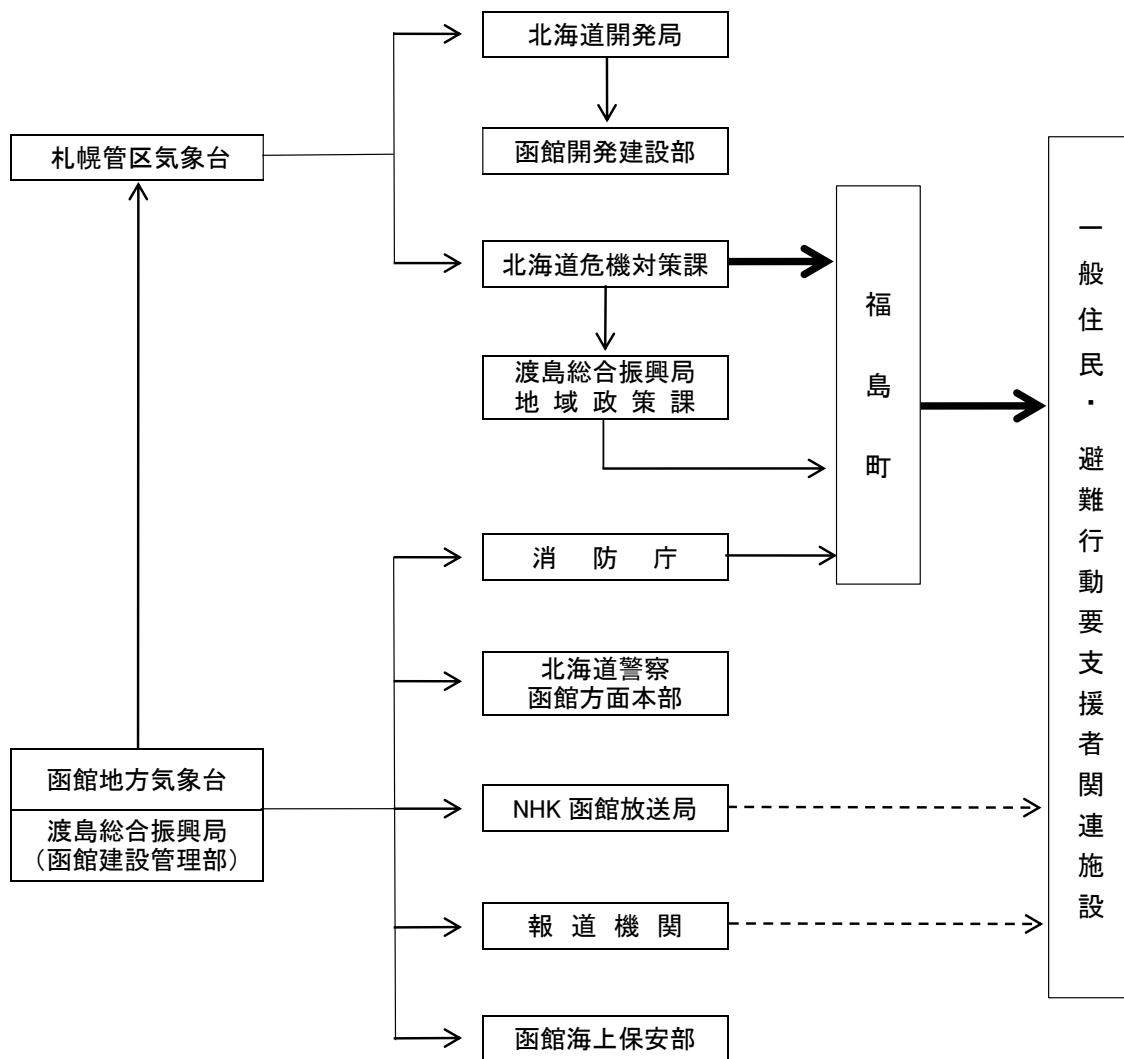 北海道開発局
函館開発建設部
札幌管区気象台
北海道危機対策課
渡島総合振興局
地域政策課
福島町
一般住民・避難行動要支援者関連施設
消防庁
北海道警察
函館方面本部
函館地方気象台
渡島総合振興局
（函館建設管理部）
NHK 函館放送局
報道機関
函館海上保安部